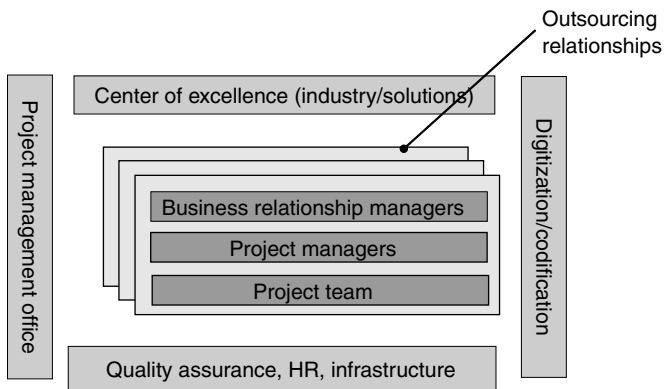 Outsourcing
relationships
Center of excellence (industry/solutions)
Project management office
Digitization/codification
Business relationship managers
Project managers
Project team
Quality assurance, HR, infrastructure